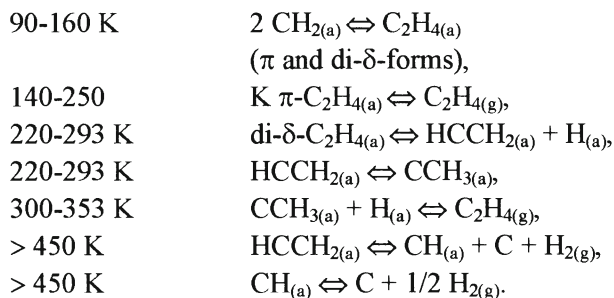 90-160 K 2 CH2(a) ⇔ C2H4(a)
(π and di-δ-forms),
140-250 K π-C2H4(a) ⇔ C2H4(g),
220-293 K di-δ-C2H4(a) ⇔ HCCH2(a) + H(a),
220-293 K HCCH2(a) ⇔ CCH3(a),
300-353 K CCH3(a) + H(a) ⇔ C2H4(g),
> 450 K HCCH2(a) ⇔ CH(a) + C + H2(g),
> 450 K CH(a) ⇔ C + 1/2 H2(g).